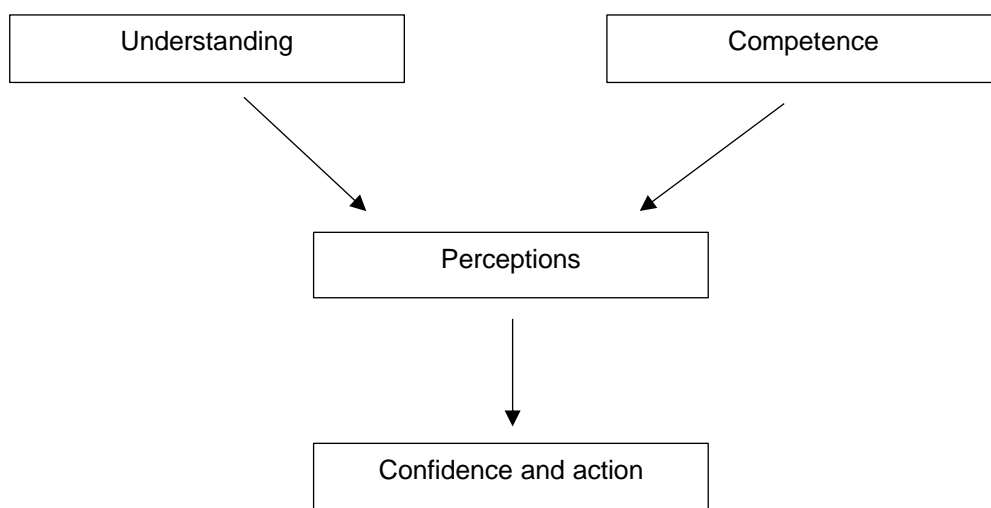 Understanding
Competence
Perceptions
Confidence and action